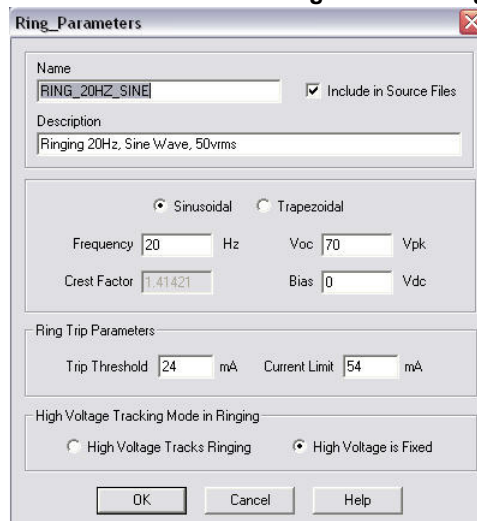 Ring_Parameters
Name
RING_20HZ_SINE
Include in Source Files
Description
Ringing 20Hz, Sine Wave, 50vrms
Sinusoidal Trapezoidal
Frequency 20 Hz Voc 70 Vpk
Crest Factor 1.41421 Bias 0 Vdc
Ring Trip Parameters
Trip Threshold 24 mA Current Limit 54 mA
High Voltage Tracking Mode in Ringing
High Voltage Tracks Ringing High Voltage is Fixed
OK Cancel Help